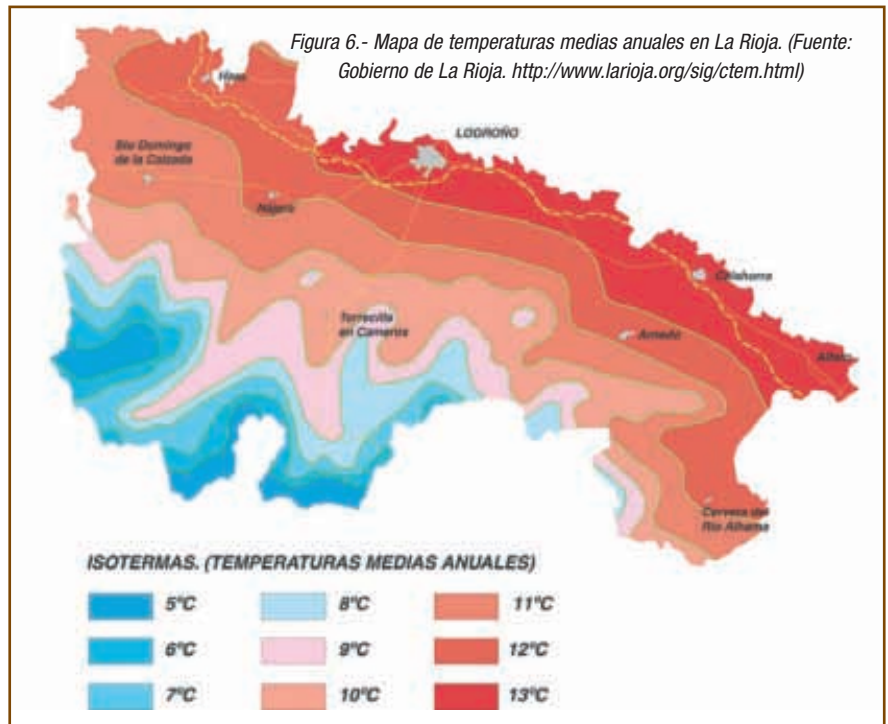 Figura 6.- Mapa de temperaturas medias anuales en La Rioja. (Fuente:
Gobierno de La Rioja. http://www.larioja.org/sig/ctem.html)
Haro
LOGROÑO
Sto Domingo
de la Calzada
Nájera
Calahorra
Torrecilla
en Cameros
Arnedo
Alfaro
Cervera del
Río Alhama
ISOTERMAS. (TEMPERATURAS MEDIAS ANUALES)
5ºC
8ºC
11ºC
6ºC
9ºC
12ºC
7ºC
10ºC
13ºC